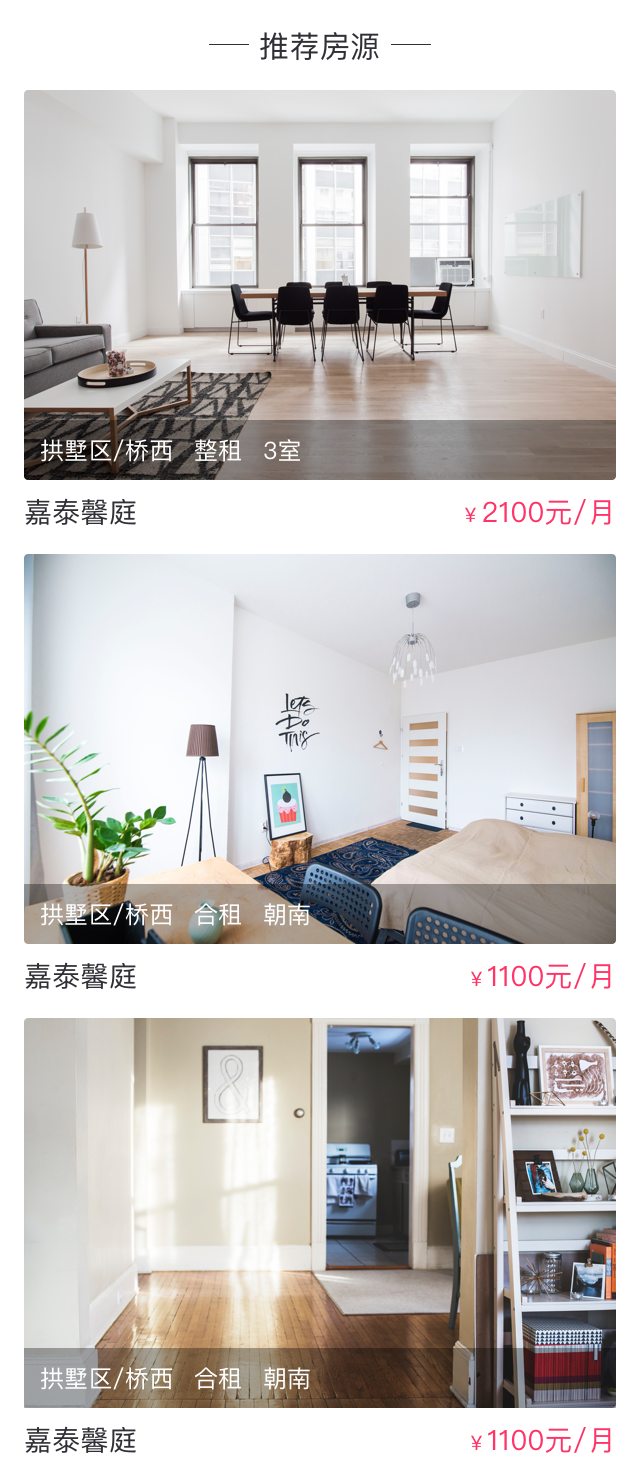 推荐房源
拱墅区/桥西 整租 3室
嘉泰馨庭 ¥2100元/月
Let's
Do
This
拱墅区/桥西 合租 朝南
嘉泰馨庭 ¥1100元/月
&
拱墅区/桥西 合租 朝南
嘉泰馨庭 ¥1100元/月